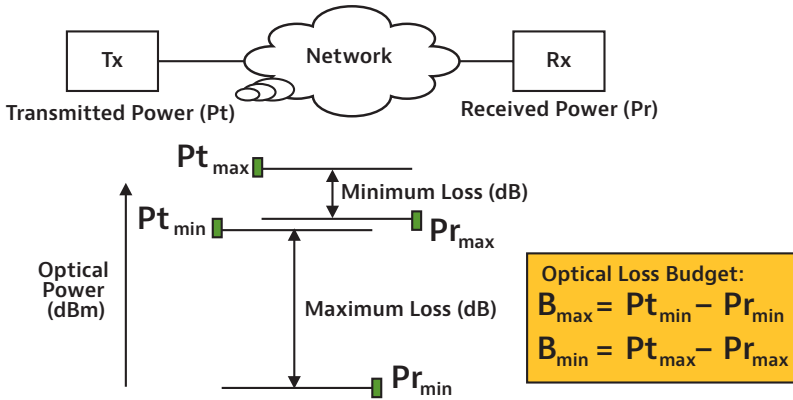 Tx
Network
Rx
Transmitted Power (Pt)
Received Power (Pr)
Pt max
Minimum Loss (dB)
Pt min
Pr max
Optical
Power
(dBm)
Maximum Loss (dB)
Pr min
Optical Loss Budget:
Bmax = Ptmin – Prmin
Bmin = Ptmax – Prmax